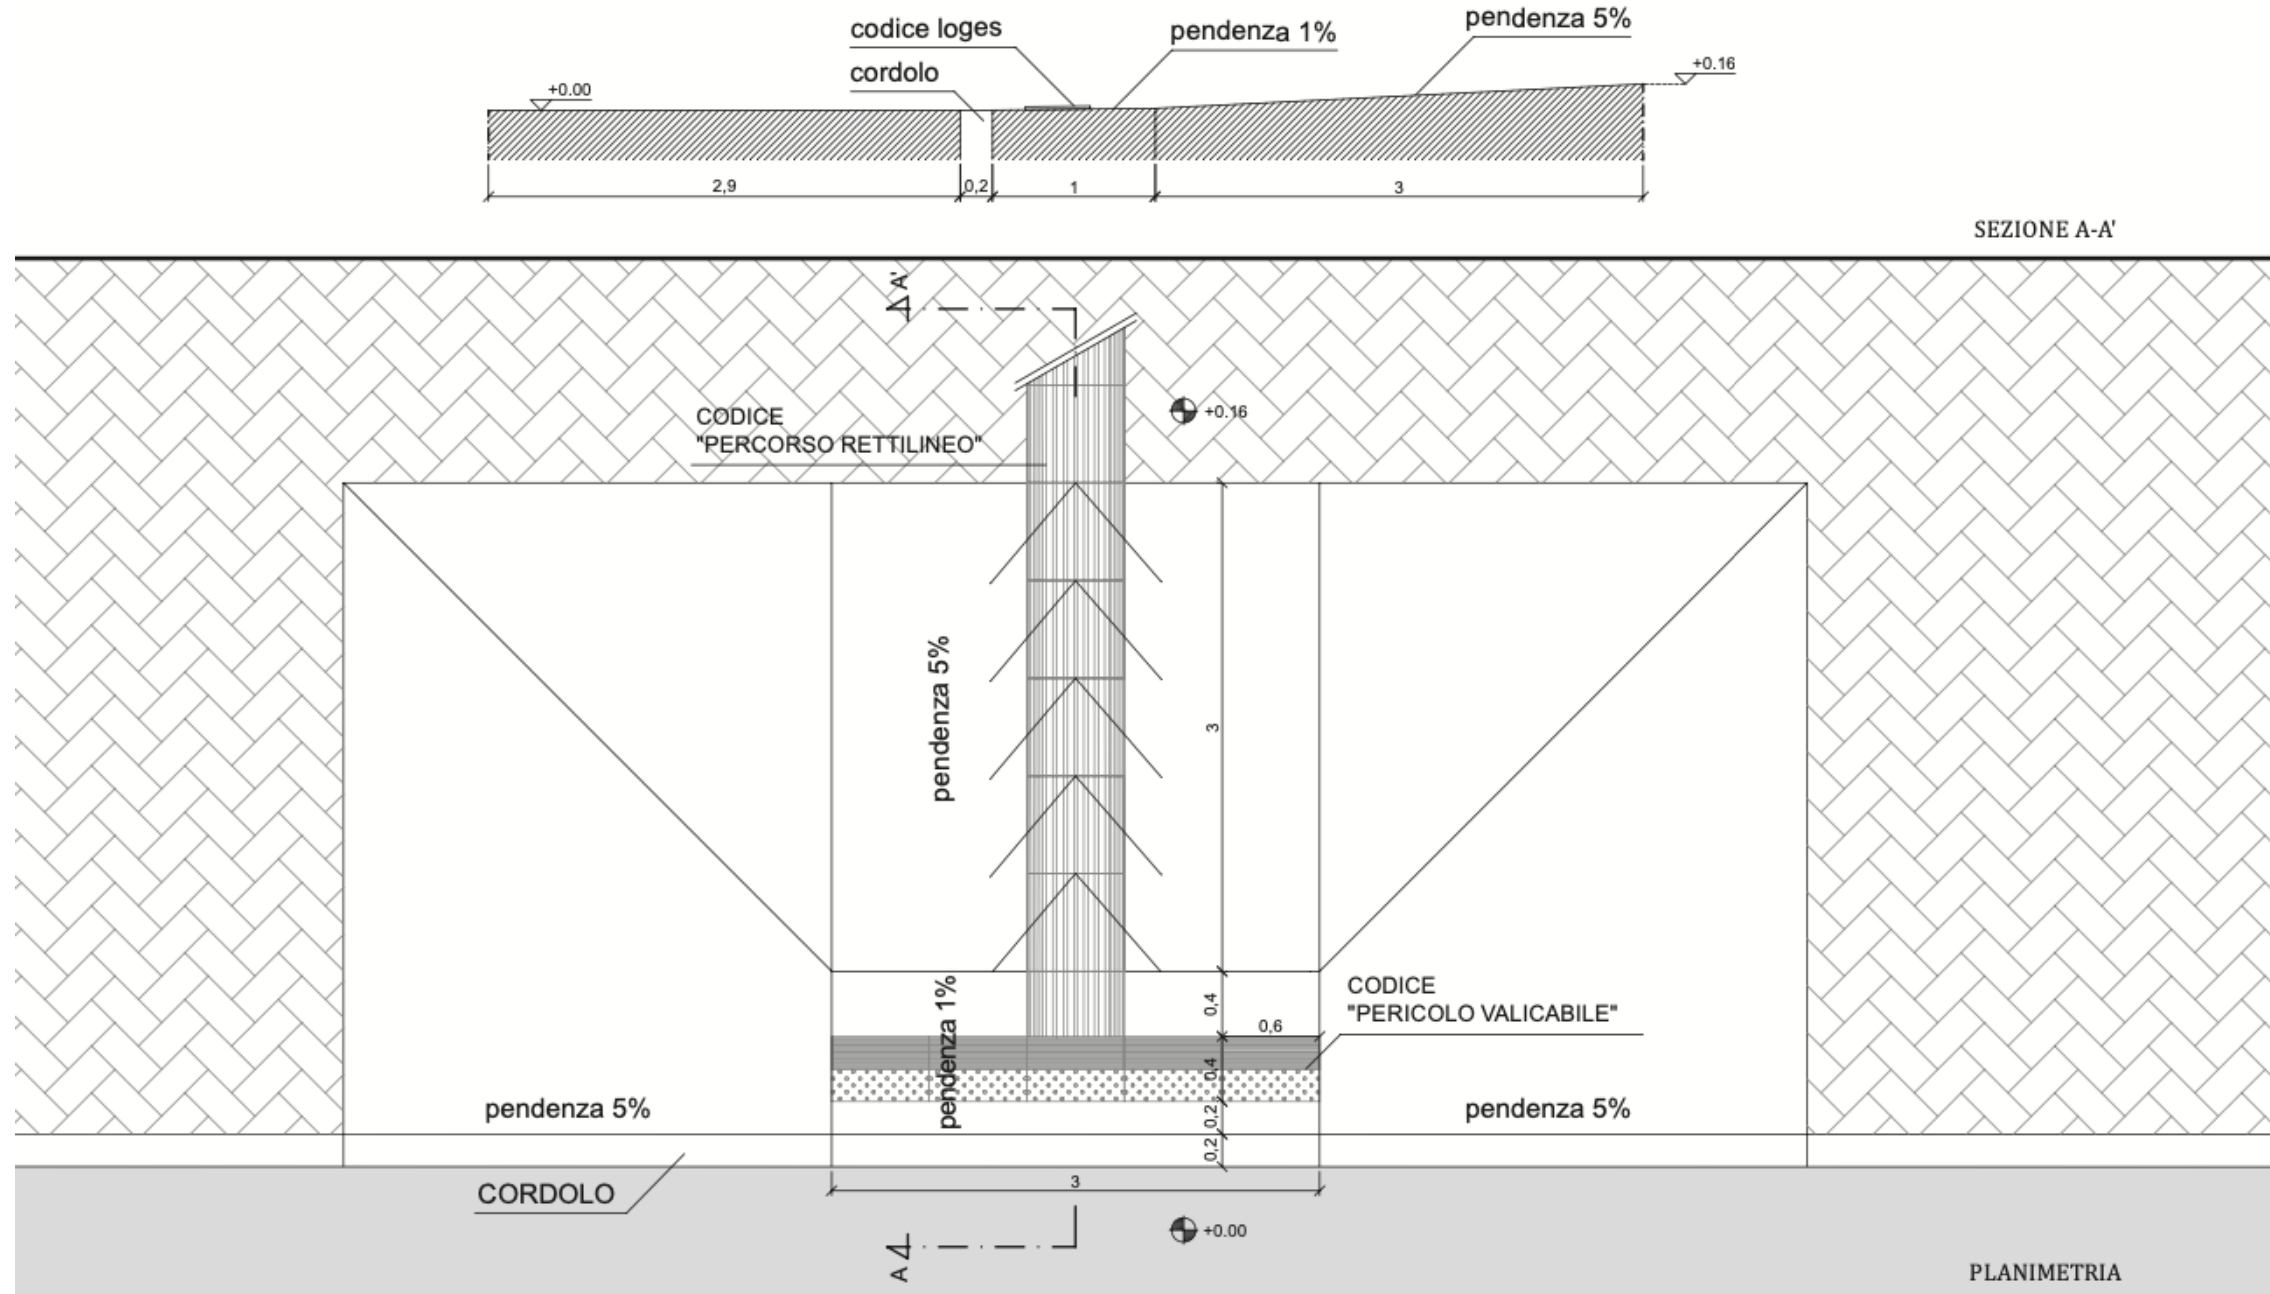 codice loges
pendenza 1%
pendenza 5%
cordolo
+0.00
+0.16
2,9
0,2
1
3
SEZIONE A-A'
A'
CODICE
"PERCORSO RETTILINEO"
+0.16
pendenza 5%
3
pendenza 1%
0,4
CODICE
"PERICOLO VALICABILE"
0,6
0,4
pendenza 5%
0,2
pendenza 5%
0,2
CORDOLO
3
+0.00
A
PLANIMETRIA